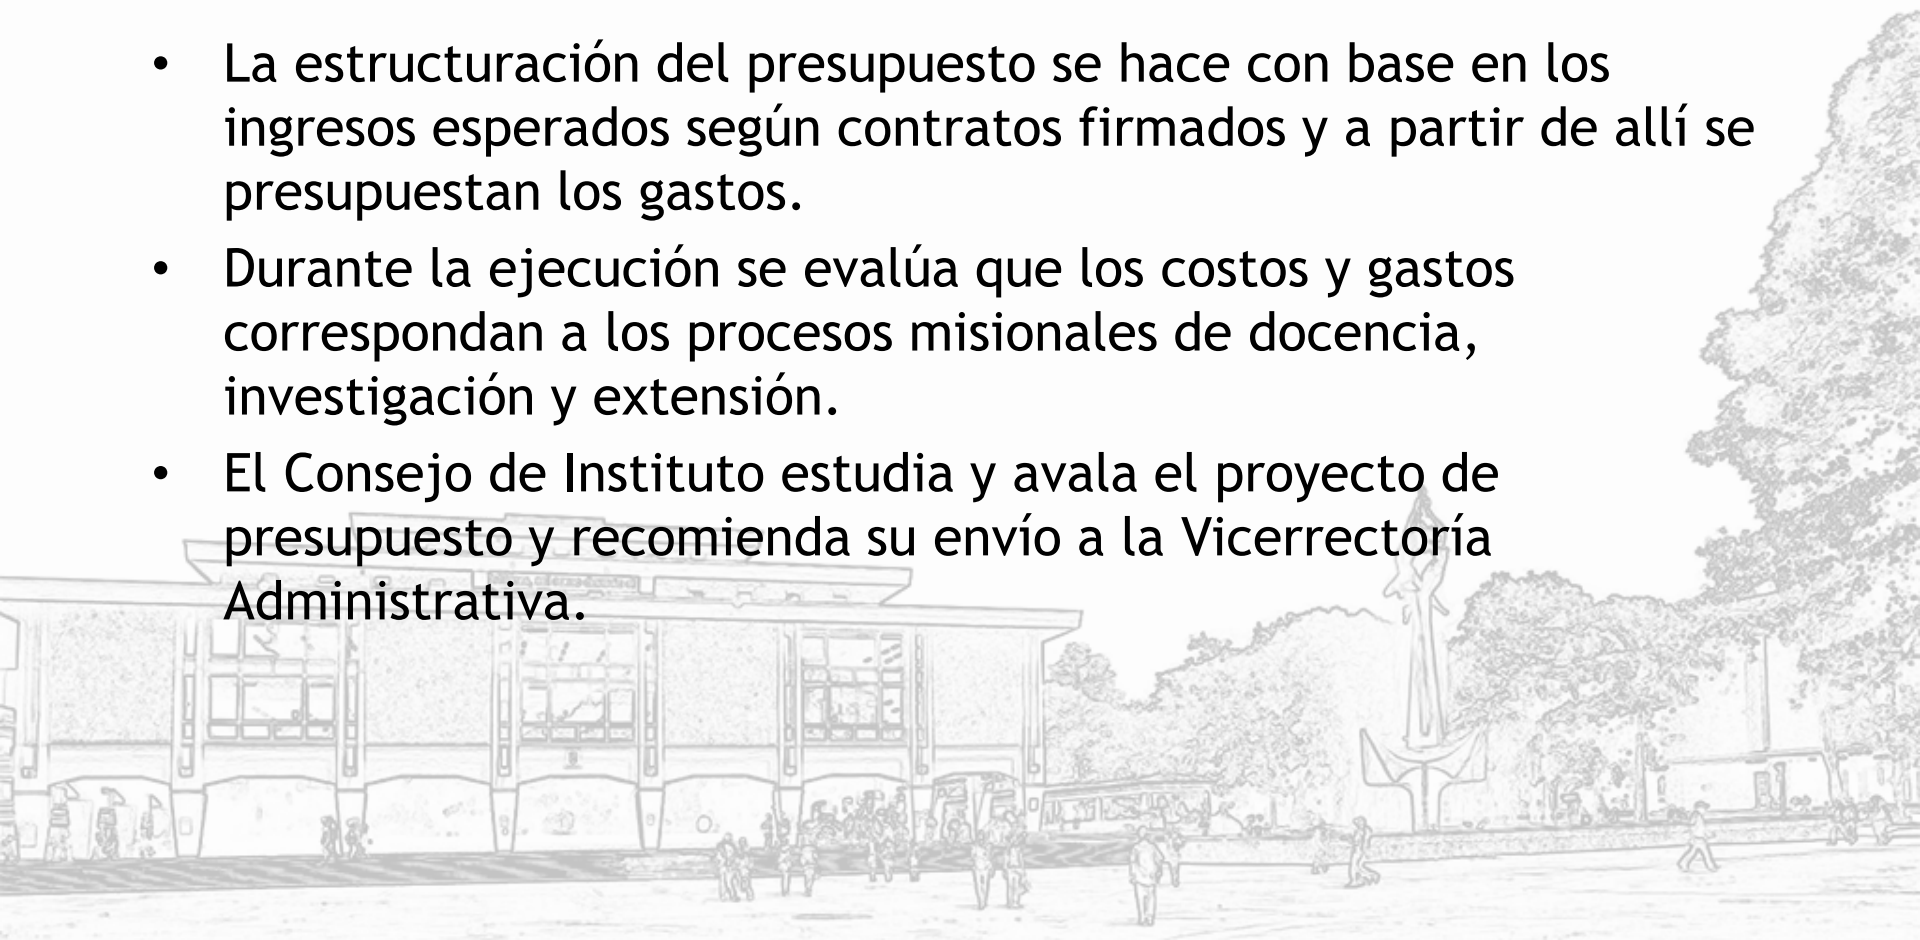 • La estructuración del presupuesto se hace con base en los
ingresos esperados según contratos firmados y a partir de allí se
presupuestan los gastos.
• Durante la ejecución se evalúa que los costos y gastos
correspondan a los procesos misionales de docencia,
investigación y extensión.
• El Consejo de Instituto estudia y avala el proyecto de
presupuesto y recomienda su envío a la Vicerrectoría
Administrativa.